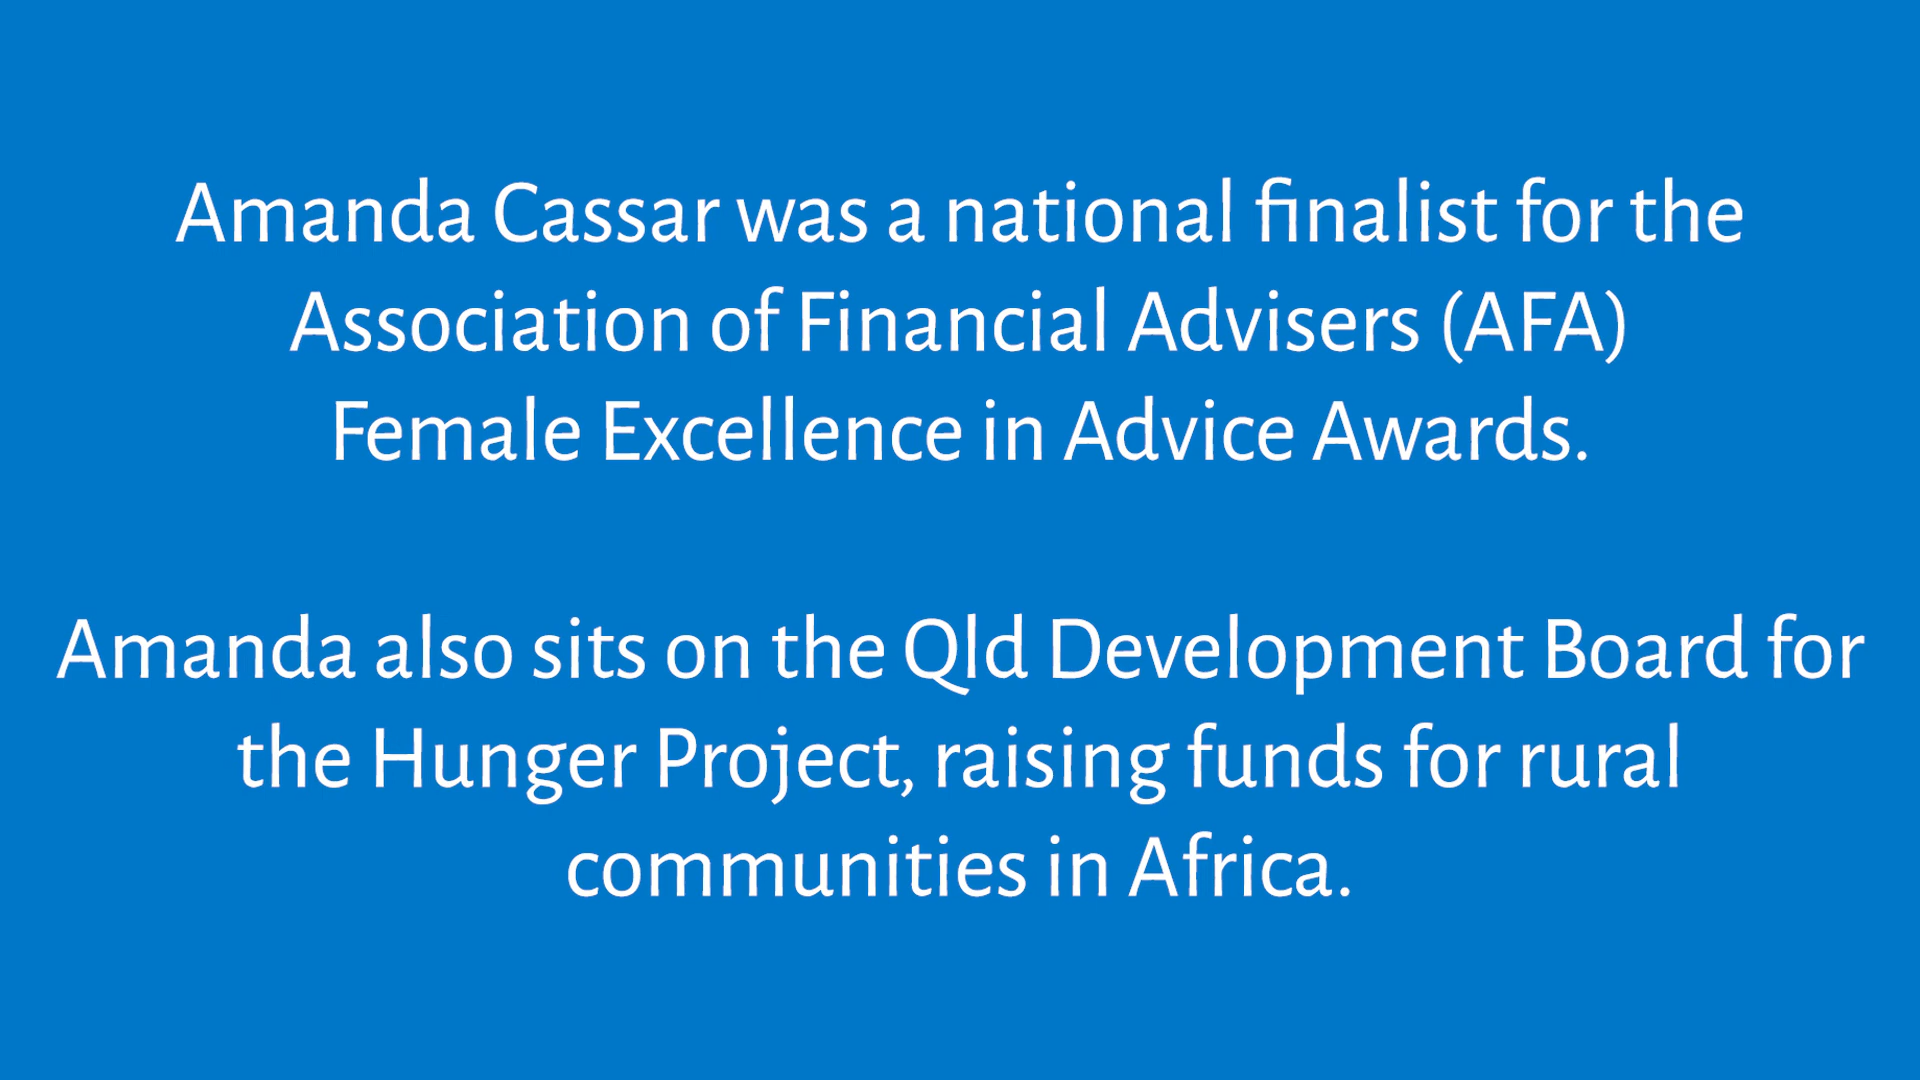 Amanda Cassar was a national finalist for the
Association of Financial Advisers (AFA)
Female Excellence in Advice Awards.
Amanda also sits on the Qld Development Board for
the Hunger Project, raising funds for rural
communities in Africa.